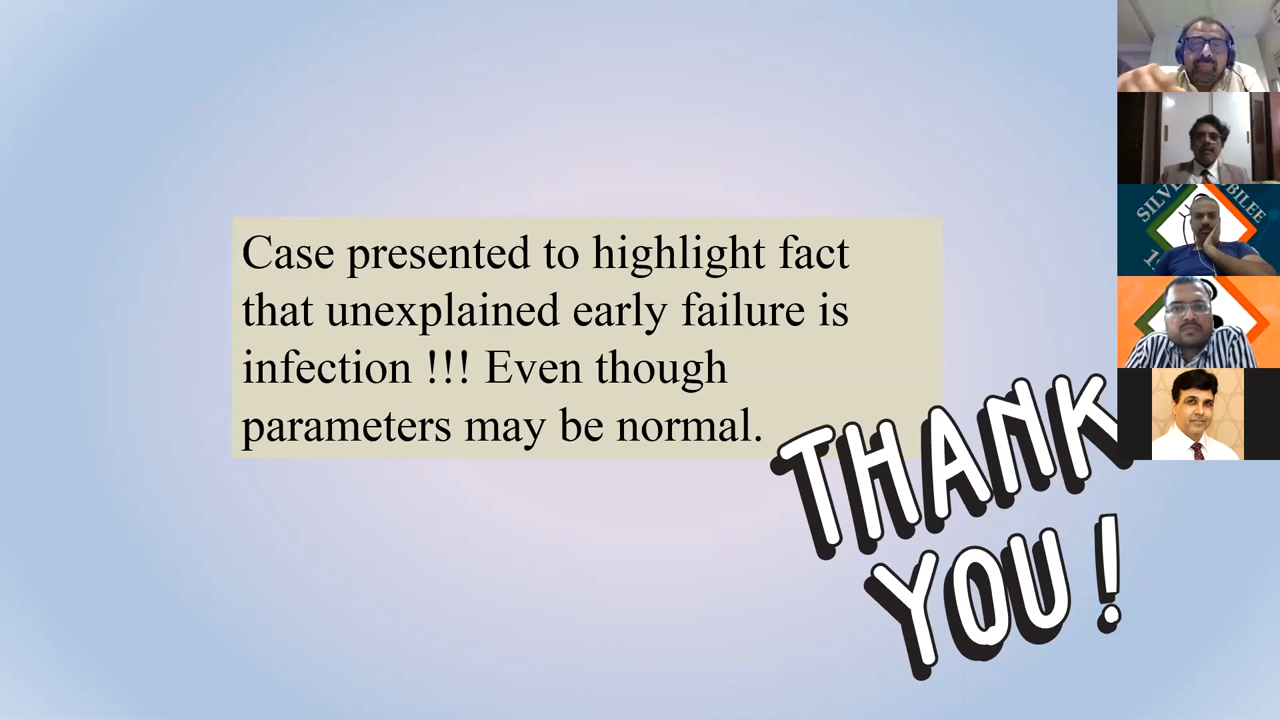 Case presented to highlight fact
that unexplained early failure is
infection !!! Even though
parameters may be normal.
THANK
YOU!